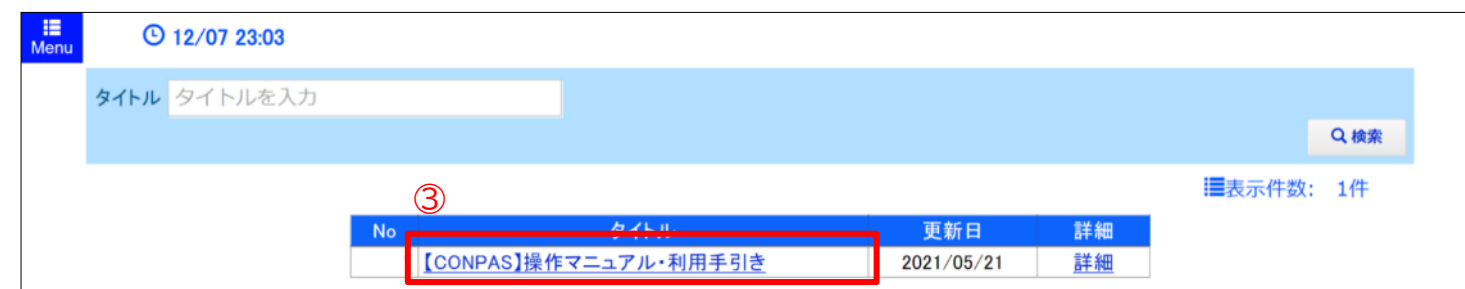 Menu
12/07 23:03
タイトル タイトルを入力
検索
表示件数: 1件
③
No タイトル 更新日 詳細
【CONPAS】操作マニュアル・利用手引き 2021/05/21 詳細